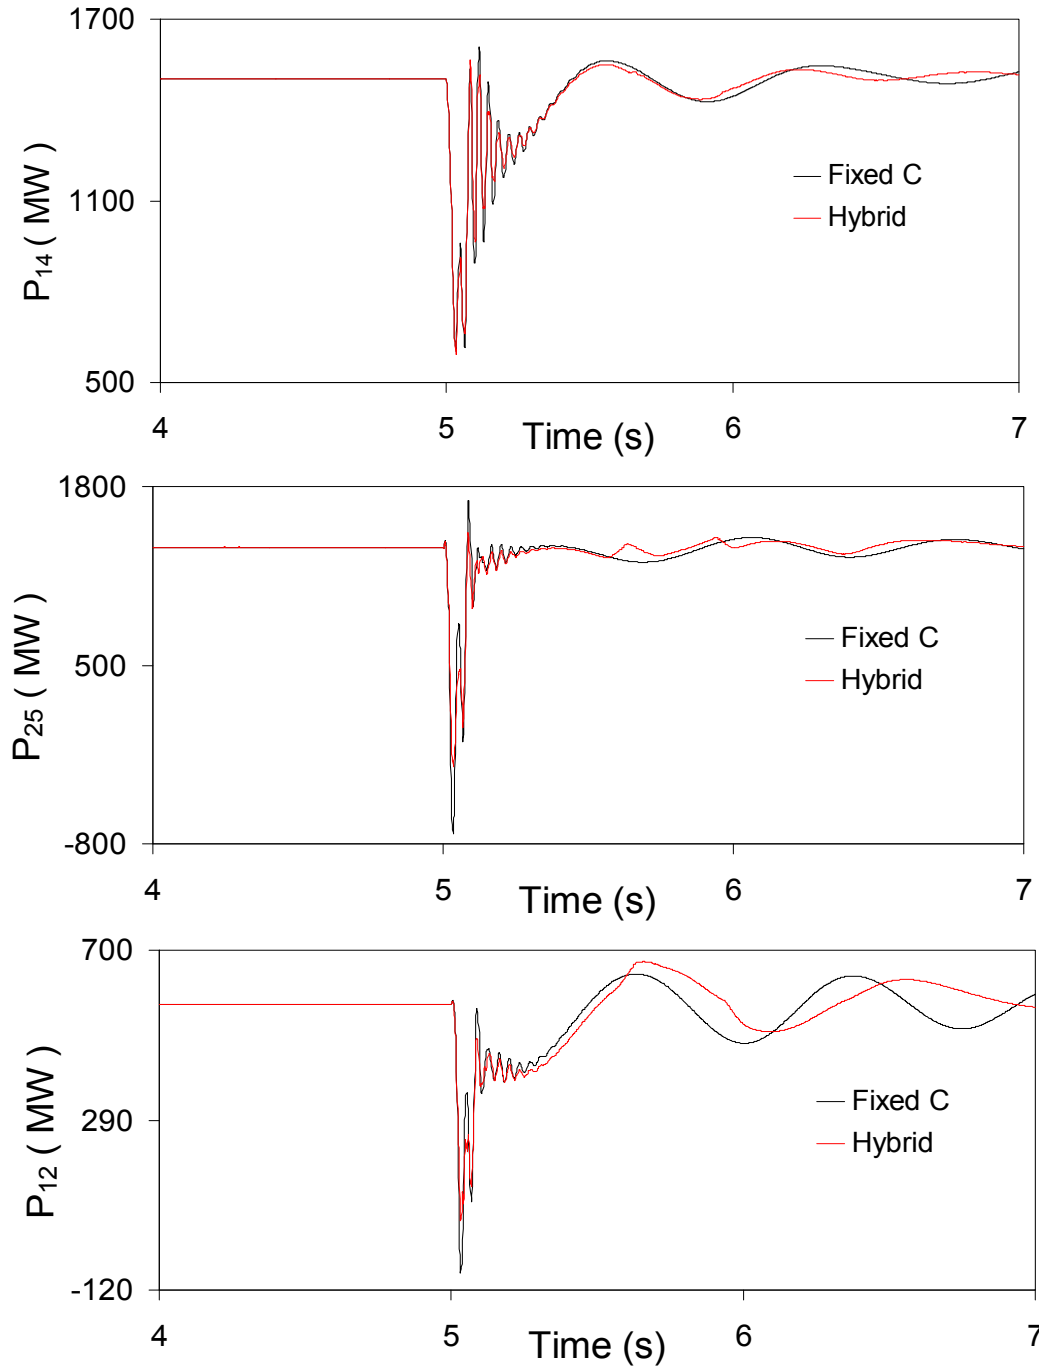 1700
1100
500
P14 ( MW )
Fixed C
Hybrid
4 5 6 7
Time (s)
1800
500
-800
P25 ( MW )
Fixed C
Hybrid
4 5 6 7
Time (s)
700
290
-120
P12 ( MW )
Fixed C
Hybrid
4 5 6 7
Time (s)